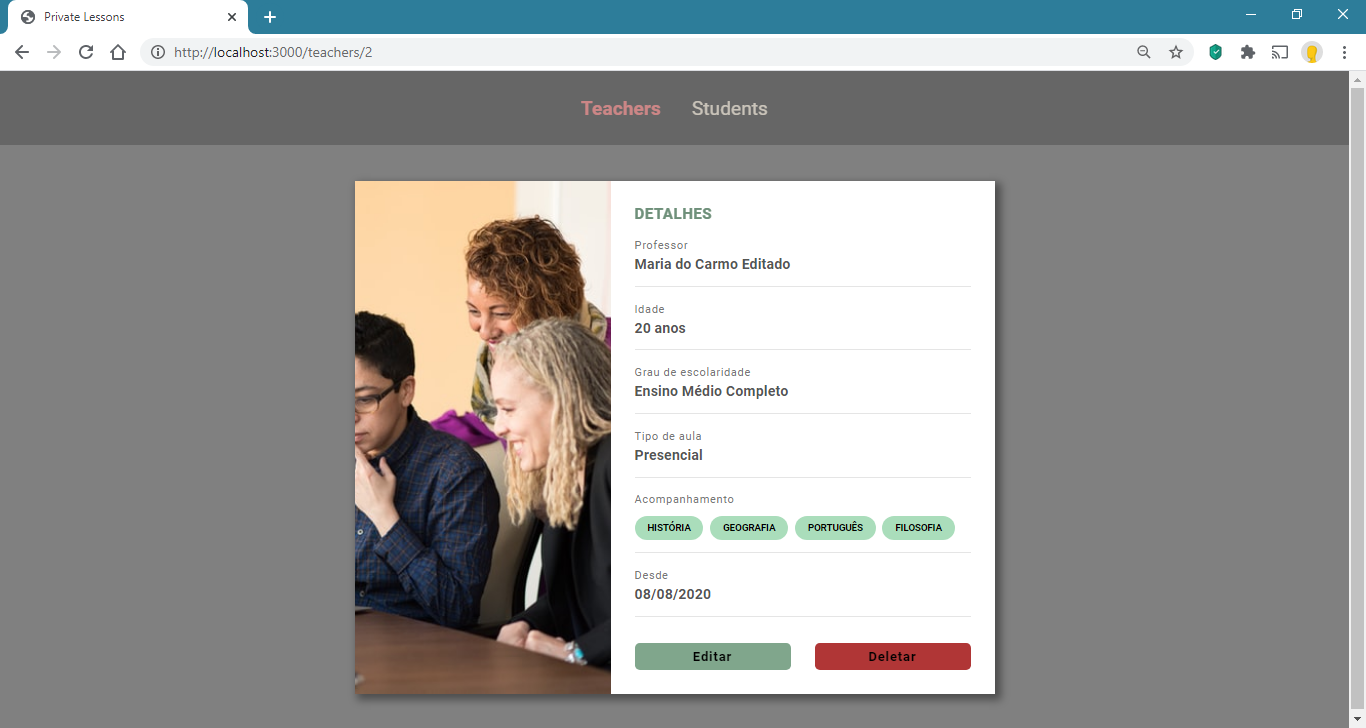 Private Lessons
http://localhost:3000/teachers/2
Teachers Students
DETALHES
Professor
Maria do Carmo Editado
Idade
20 anos
Grau de escolaridade
Ensino Médio Completo
Tipo de aula
Presencial
Acompanhamento
HISTÓRIA GEOGRAFIA PORTUGUÊS FILOSOFIA
Desde
08/08/2020
Editar Deletar